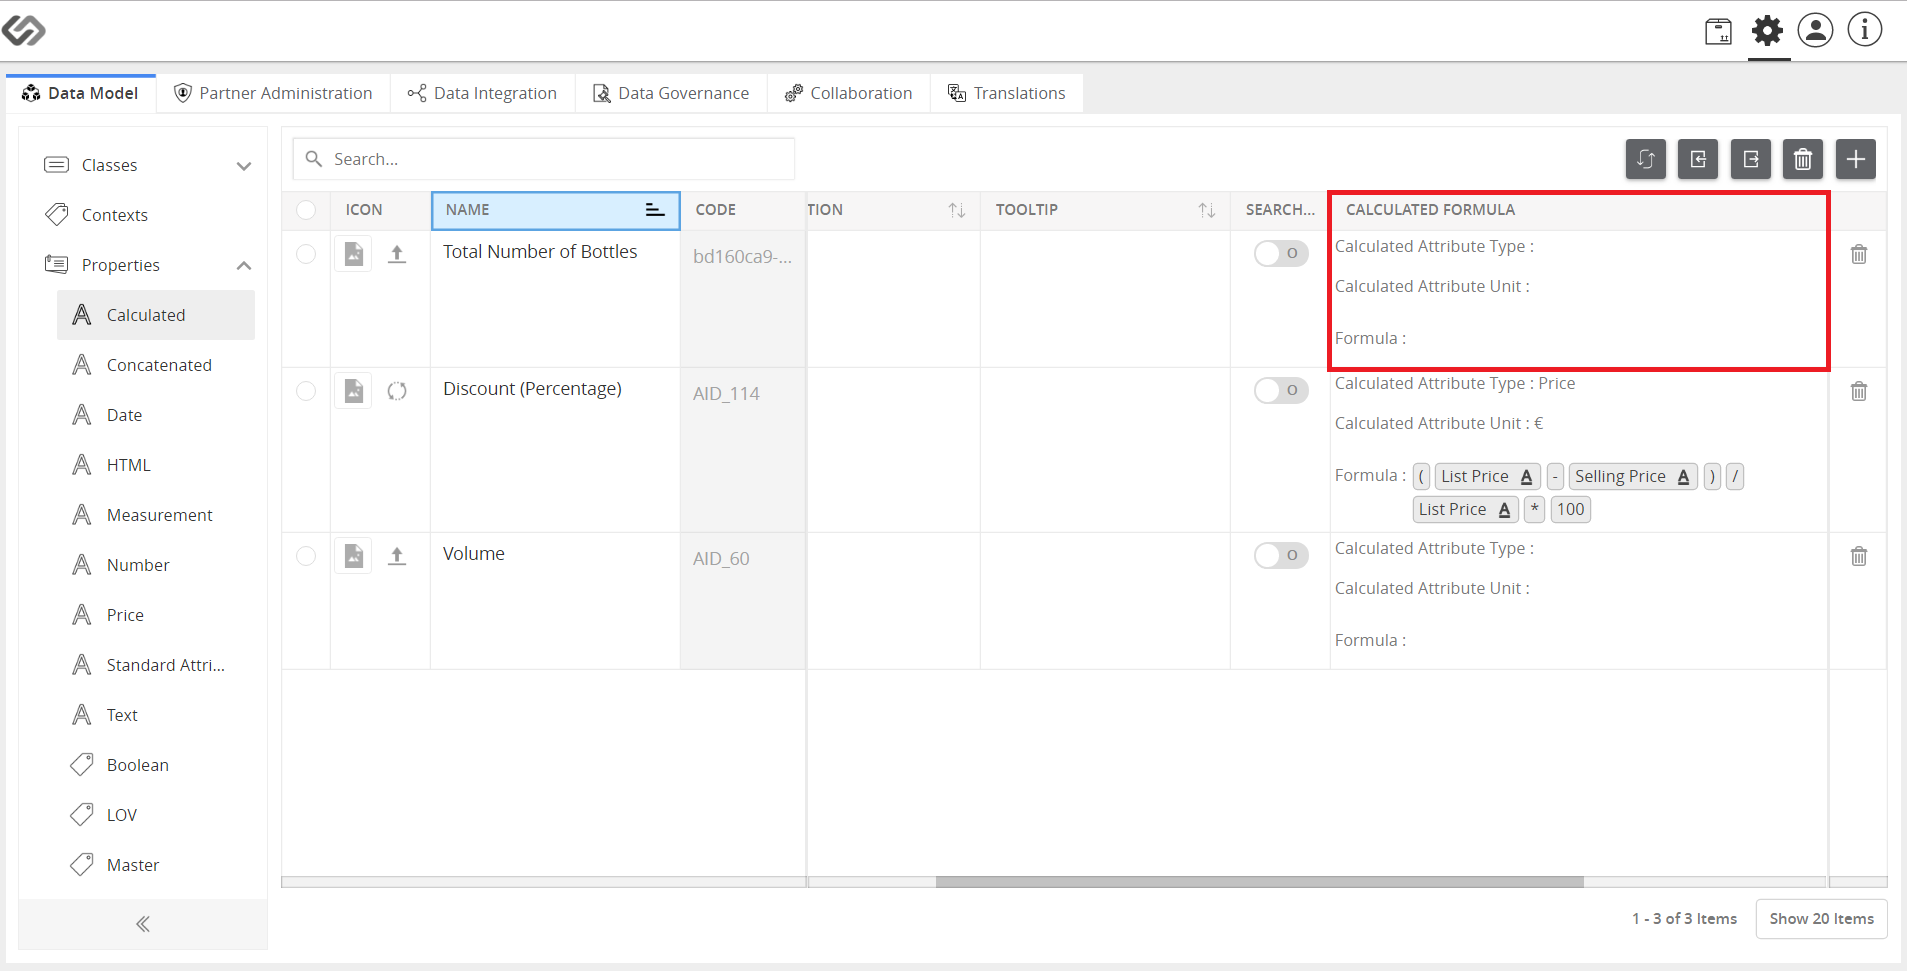 Data Model
Partner Administration
Data Integration
Data Governance
Collaboration
Translations
Classes
Contexts
Properties
Calculated
Concatenated
Date
HTML
Measurement
Number
Price
Standard Attri...
Text
Boolean
LOV
Master
Search...
ICON NAME CODE TION TOOLTIP SEARCH... CALCULATED FORMULA
Total Number of Bottles bd160ca9-... O Calculated Attribute Type :
Calculated Attribute Unit :
Formula :
Discount (Percentage) AID_114 O Calculated Attribute Type : Price
Calculated Attribute Unit : €
Formula : ( List Price A - Selling Price A ) /
List Price A * 100
Volume AID_60 O Calculated Attribute Type :
Calculated Attribute Unit :
Formula :
1 - 3 of 3 Items Show 20 Items